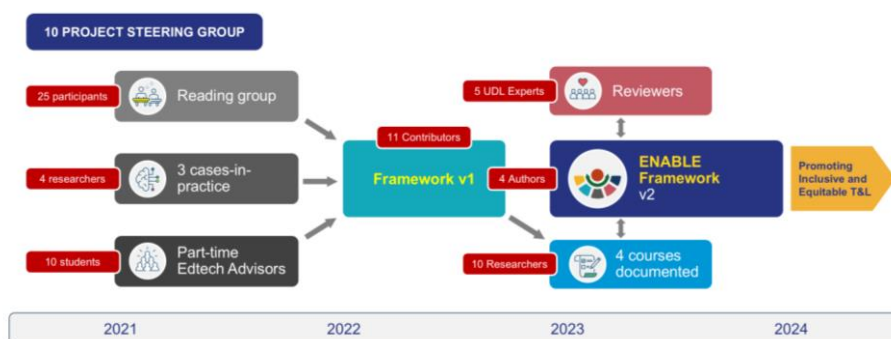 10 PROJECT STEERING GROUP
25 participants
Reading group
4 researchers
3 cases-in-
practice
10 students
Part-time
Edtech Advisors
11 Contributors
Framework v1
5 UDL Experts
Reviewers
4 Authors
ENABLE
Framework
v2
10 Researchers
4 courses
documented
Promoting
Inclusive and
Equitable T&L
2021
2022
2023
2024